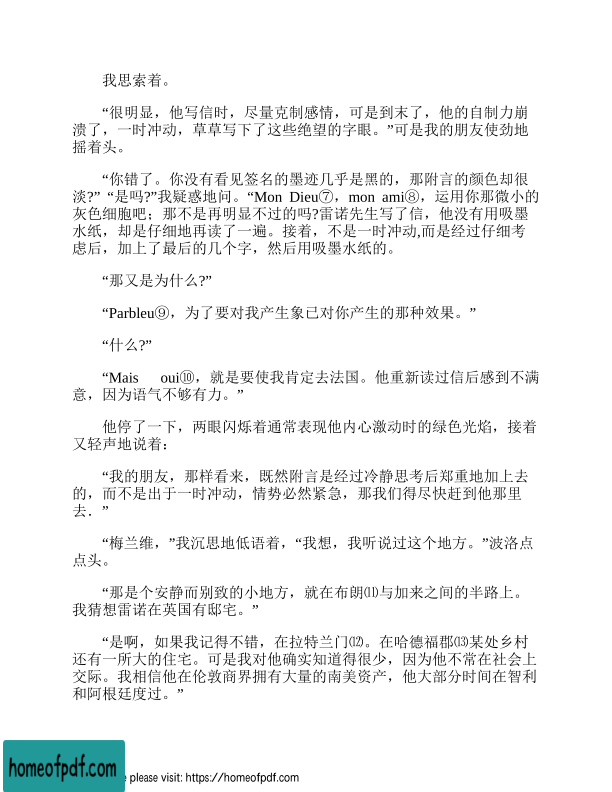 我思索着。
“很明显，他写信时，尽量克制感情，可是到末了，他的自制力崩
溃了，一时冲动，草草写下了这些绝望的字眼。”可是我的朋友使劲地
摇着头。
“你错了。你没有看见签名的墨迹几乎是黑的，那附言的颜色却很
淡?” “是吗?”我疑惑地问。“Mon Dieu⑦，mon ami⑧，运用你那微小的
灰色细胞吧；那不是再明显不过的吗?雷诺先生写了信，他没有用吸墨
水纸，却是仔细地再读了一遍。接着，不是一时冲动,而是经过仔细考
虑后，加上了最后的几个字，然后用吸墨水纸的。
“那又是为什么?”
“Parbleu⑨，为了要对我产生象已对你产生的那种效果。”
“什么?”
“Mais oui⑩，就是要使我肯定去法国。他重新读过信后感到不满
意，因为语气不够有力。”
他停了一下，两眼闪烁着通常表现他内心激动时的绿色光焰，接着
又轻声地说着：
“我的朋友，那样看来，既然附言是经过冷静思考后郑重地加上去
的，而不是出于一时冲动，情势必然紧急，那我们得尽快赶到他那里
去．”
“梅兰维，”我沉思地低语着，“我想，我听说过这个地方。”波洛点
点头。
“那是个安静而别致的小地方，就在布朗⑾与加来之间的半路上。
我猜想雷诺在英国有邸宅。”
“是啊，如果我记得不错，在拉特兰门⑿。在哈德福郡⒀某处乡村
还有一所大的住宅。可是我对他确实知道得很少，因为他不常在社会上
交际。我相信他在伦敦商界拥有大量的南美资产，他大部分时间在智利
和阿根廷度过。”
homeofpdf.com
e please visit: https://homeofpdf.com